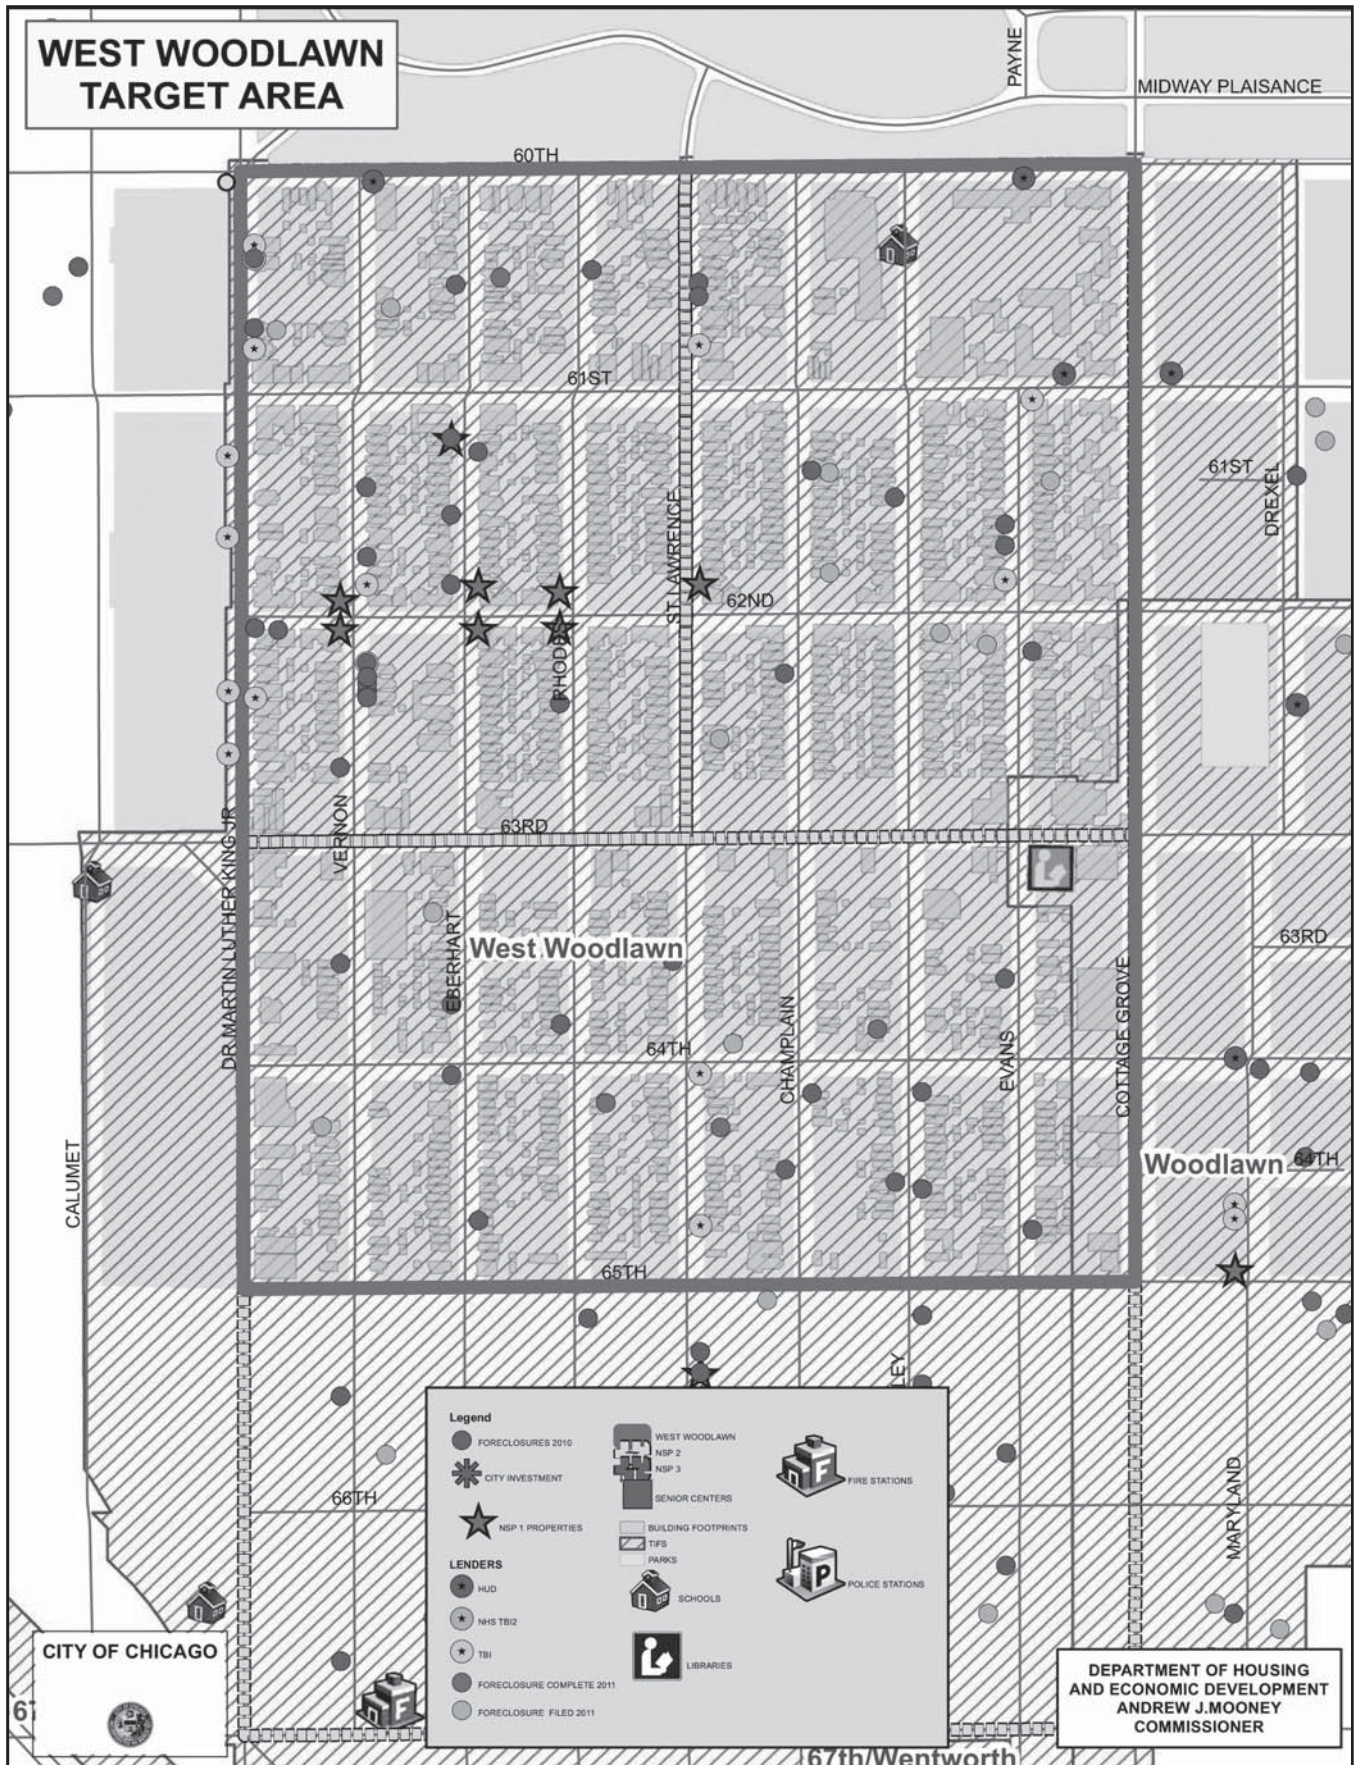 WEST WOODLAWN
TARGET AREA
PAYNE
MIDWAY PLAISANCE
60TH
61ST
61ST
DREXEL
ST LAWRENCE
62ND
RHODES
DR MARTIN LUTHER KING JR
VERNON
63RD
EBERHART
West Woodlawn
63RD
CHAMPLAIN
64TH
EVANS
COTTAGE GROVE
CALUMET
Woodlawn
64TH
65TH
LEY
66TH
MARYLAND
Legend
FORECLOSURES 2010
CITY INVESTMENT
NSP 1 PROPERTIES
LENDERS
HUD
NHS TBI2
TBI
FORECLOSURE COMPLETE 2011
FORECLOSURE FILED 2011
WEST WOODLAWN
NSP 2
NSP 3
SENIOR CENTERS
BUILDING FOOTPRINTS
TIFS
PARKS
SCHOOLS
LIBRARIES
F
FIRE STATIONS
P
POLICE STATIONS
F
CITY OF CHICAGO
DEPARTMENT OF HOUSING
AND ECONOMIC DEVELOPMENT
ANDREW J.MOONEY
COMMISSIONER
67th/Wentworth